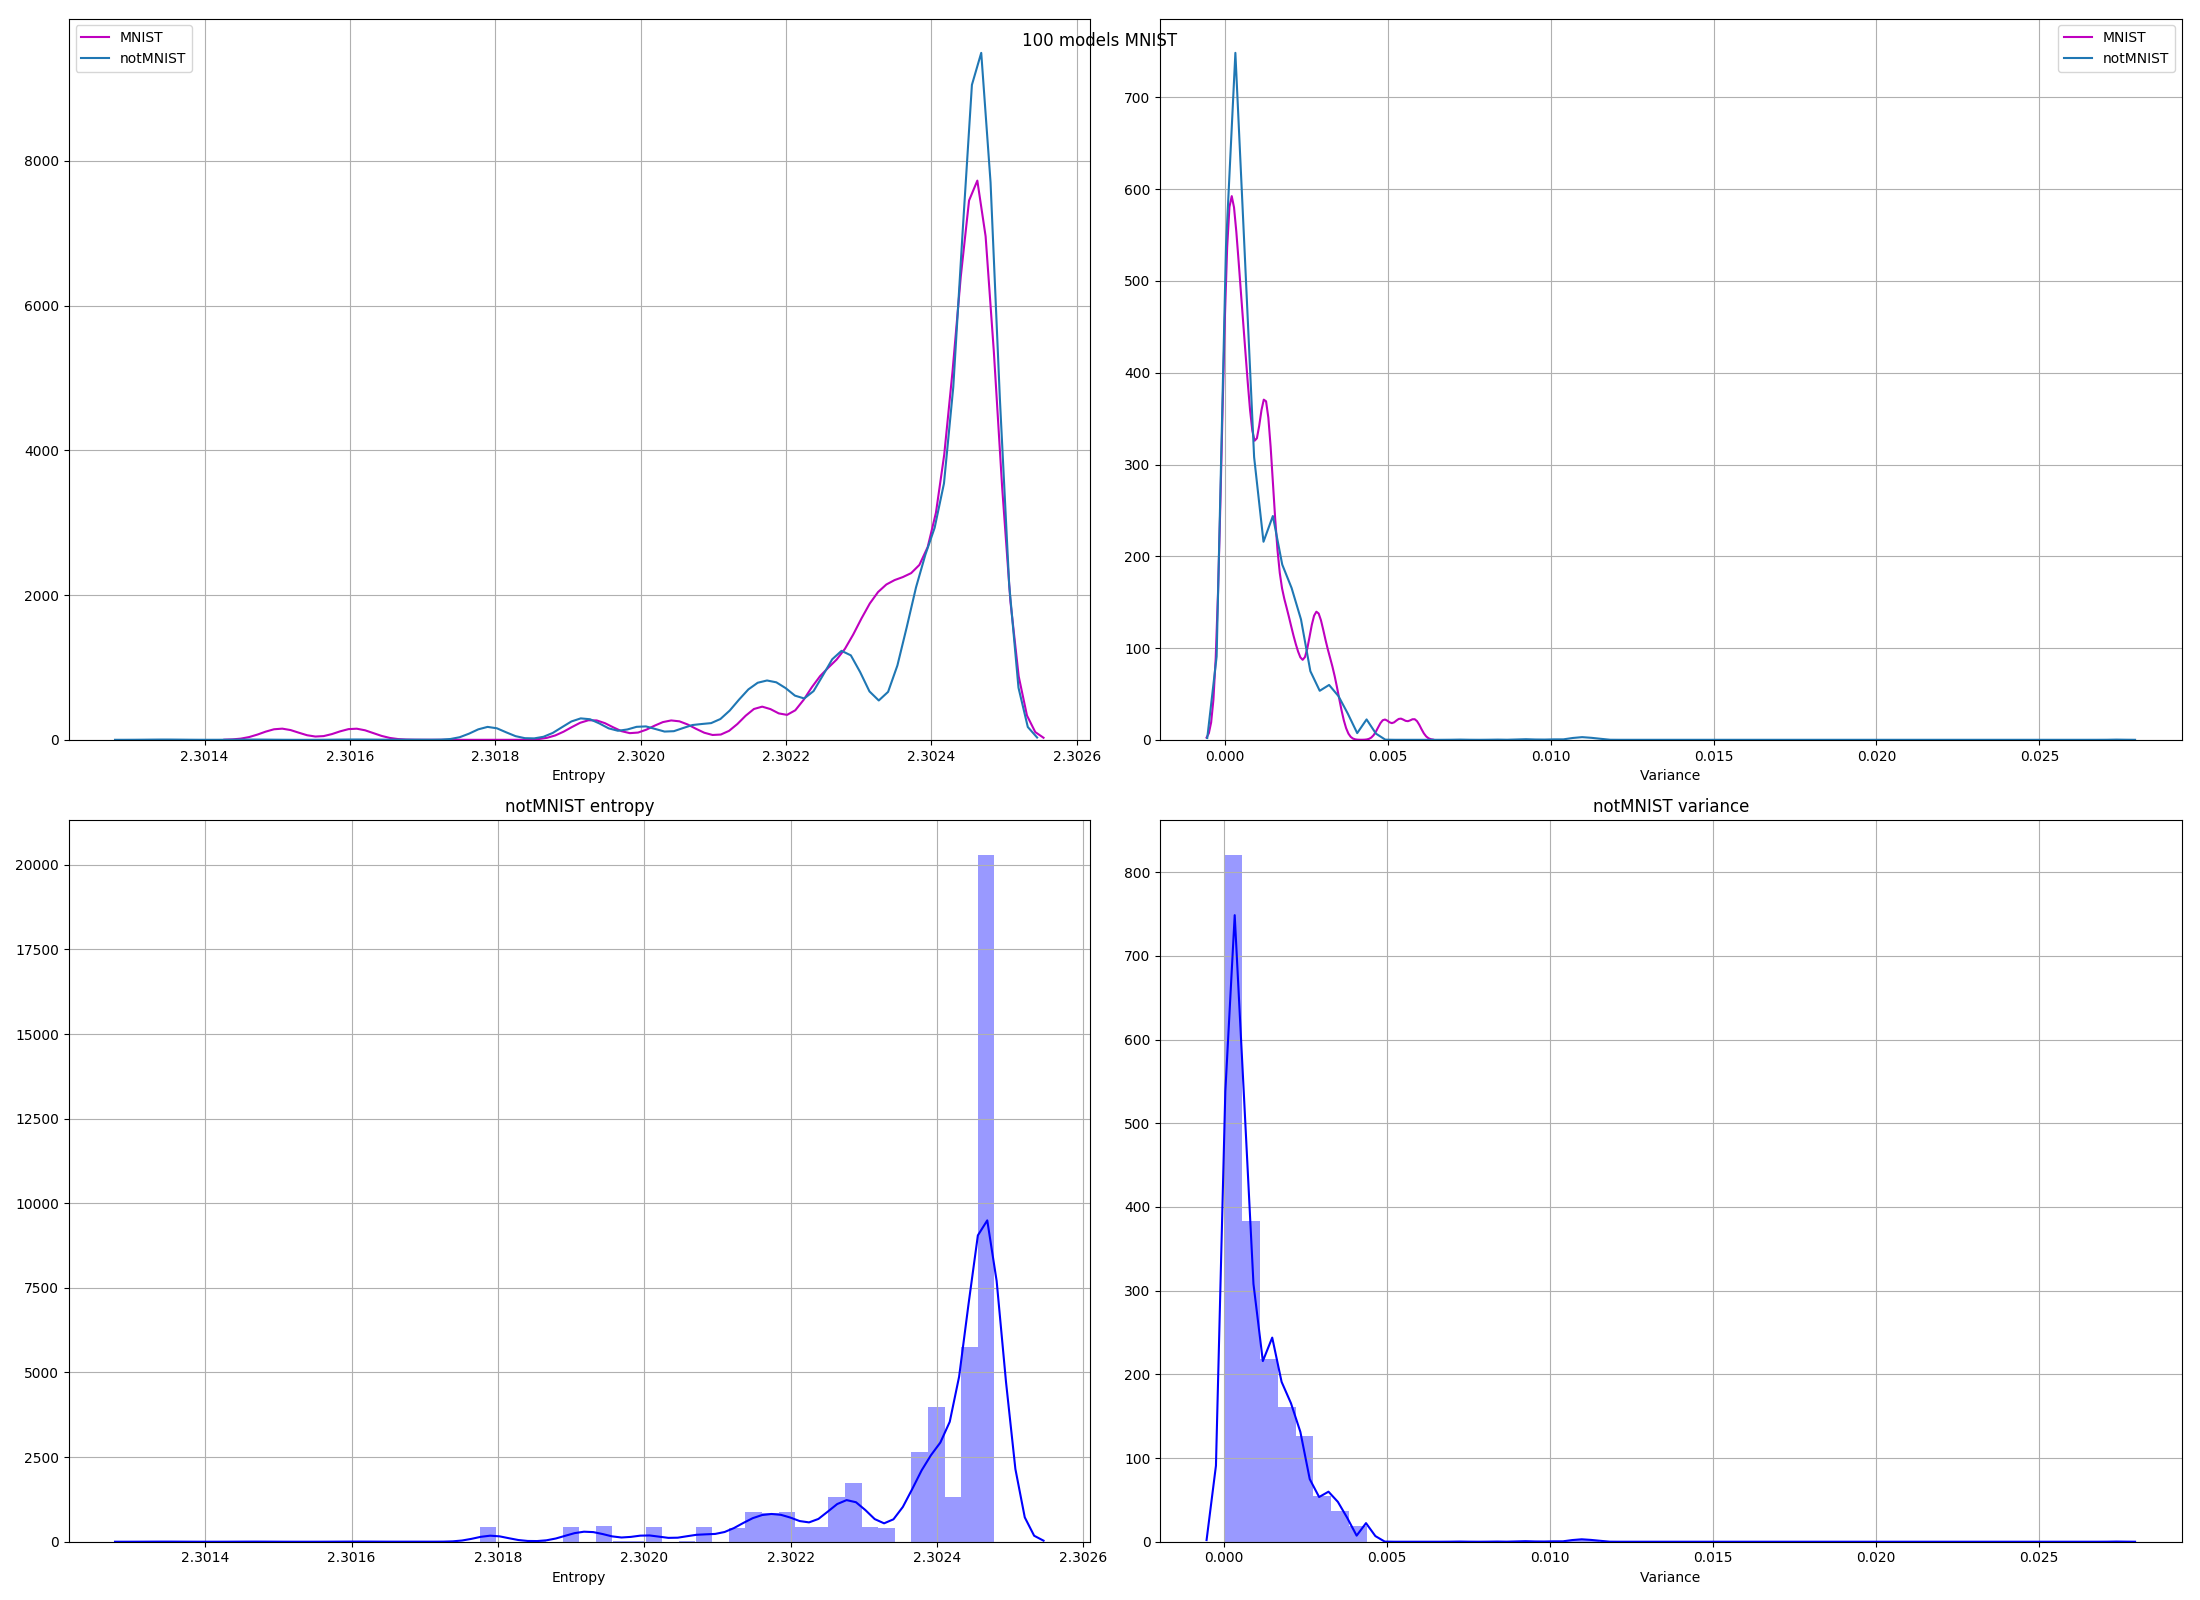 100 models MNIST
MNIST
notMNIST
8000
6000
4000
2000
0
2.3014 2.3016 2.3018 2.3020 2.3022 2.3024 2.3026
Entropy
MNIST
notMNIST
700
600
500
400
300
200
100
0
0.000 0.005 0.010 0.015 0.020 0.025
Variance
notMNIST entropy
20000
17500
15000
12500
10000
7500
5000
2500
0
2.3014 2.3016 2.3018 2.3020 2.3022 2.3024 2.3026
Entropy
notMNIST variance
800
700
600
500
400
300
200
100
0
0.000 0.005 0.010 0.015 0.020 0.025
Variance